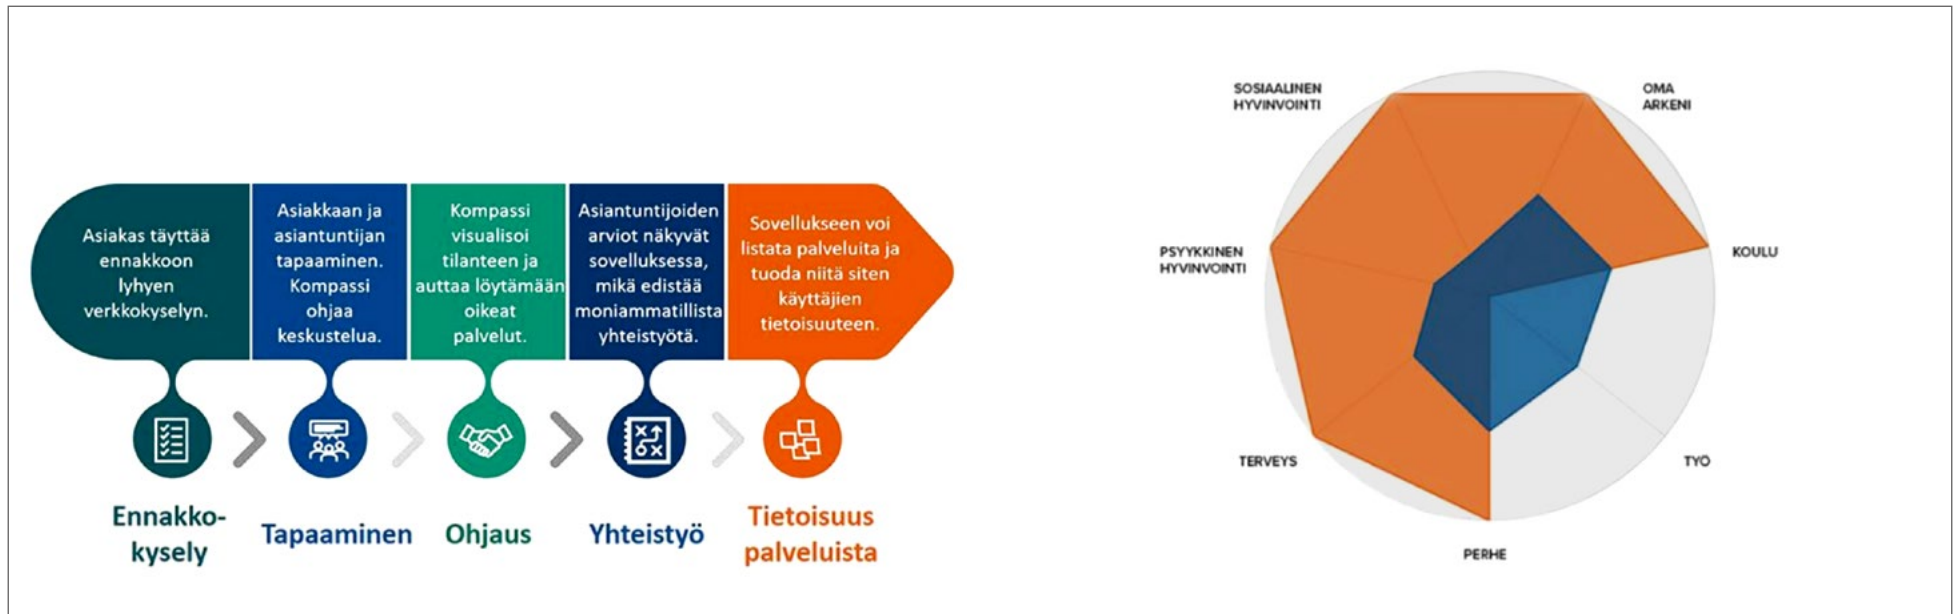 Asiakas täyttää
ennakkoon
lyhyen
verkkokyselyn.
Asiakkaan ja
asiantuntijan
tapaaminen.
Kompassi
ohjaa
keskustelua.
Kompassi
visualisoi
tilanteen ja
auttaa löytämään
oikeat
palvelut.
Asiantuntijoiden
arviot näkyvät
sovelluksessa,
mikä edistää
moniammatillista
yhteistyötä.
Sovellukseen voi
listata palveluita ja
tuoda niitä siten
käyttäjien
tietoisuuteen.
Ennakko-
kysely
Tapaaminen
Ohjaus
Yhteistyö
Tietoisuus
palveluista
SOSIAALINEN
HYVINVOINTI
OMA
ARKENI
PSYYKKINEN
HYVINVOINTI
KOULU
TERVEYS
TYÖ
PERHE